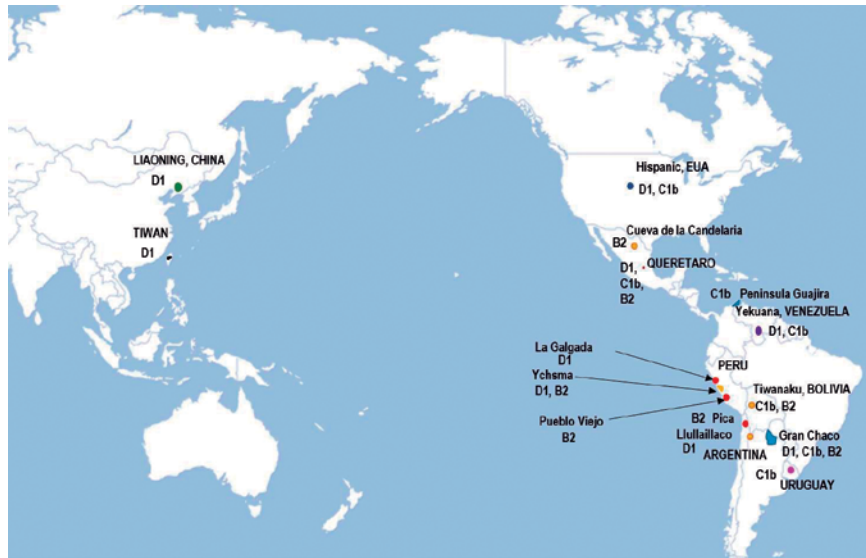 LIAONING, CHINA
D1
TIWAN
D1
Hispanic, EUA
D1, C1b
Cueva de la Candelaria
B2
D1, QUERETARO
C1b,
B2
C1b Peninsula Guajira
Yekuana, VENEZUELA
D1, C1b
La Galgada
D1
PERU
Ychsma
D1, B2
Tiwanaku, BOLIVIA
C1b, B2
Pueblo Viejo
B2
B2 Pica
Llullaillaco
D1
Gran Chaco
D1, C1b, B2
ARGENTINA
C1b
URUGUAY